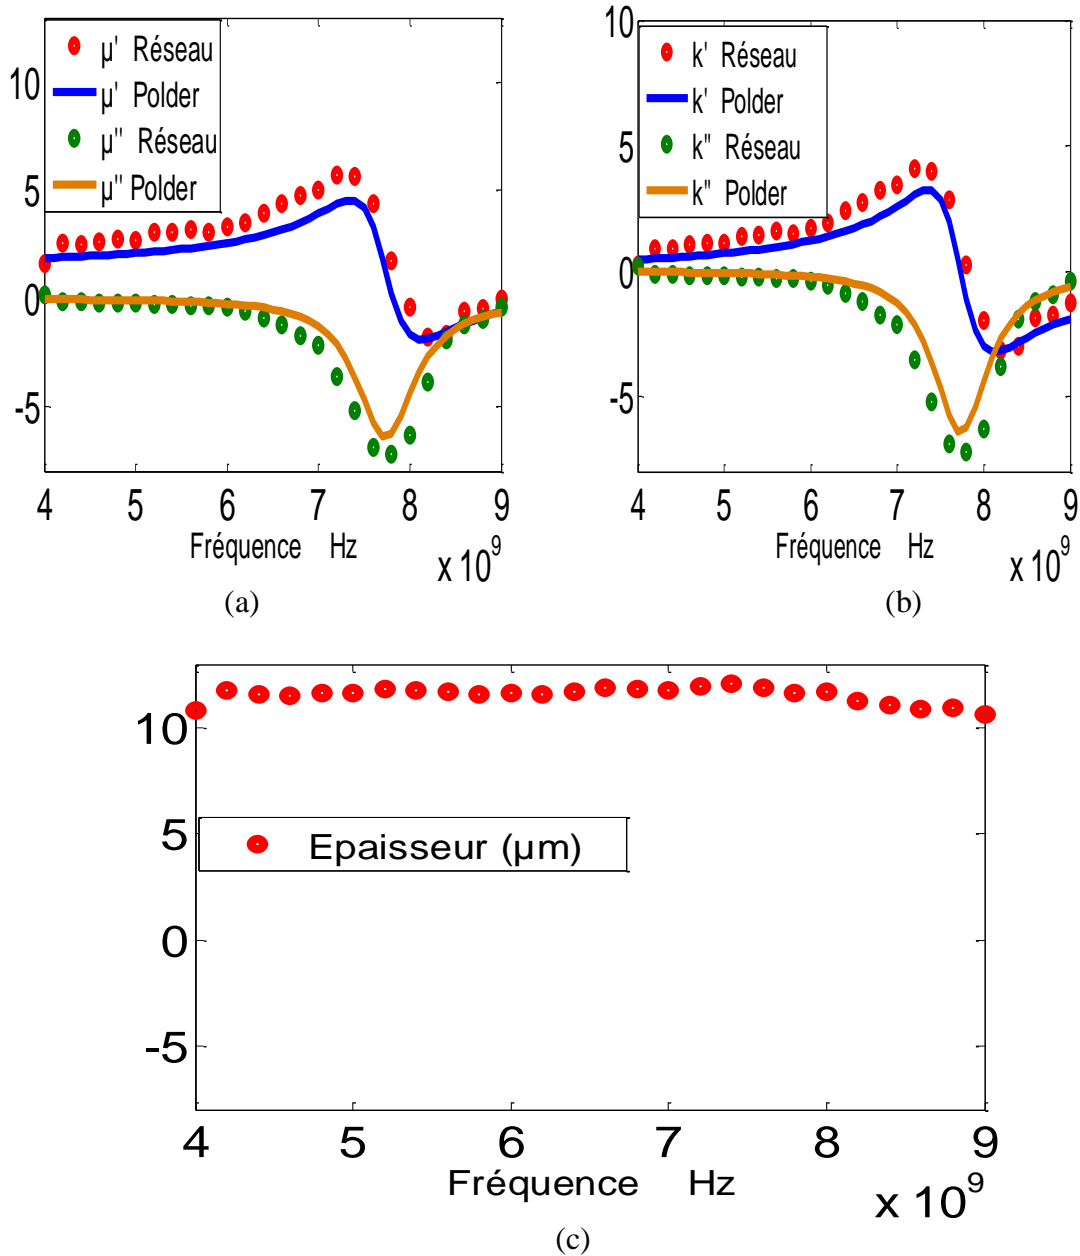 10
5
0
-5
µ' Réseau
µ' Polder
µ'' Réseau
µ'' Polder
4 5 6 7 8 9
Fréquence Hz
x 10^9
(a)
10
5
0
-5
k' Réseau
k' Polder
k'' Réseau
k'' Polder
4 5 6 7 8 9
Fréquence Hz
x 10^9
(b)
10
5
0
-5
Epaisseur (µm)
4 5 6 7 8 9
Fréquence Hz
x 10^9
(c)